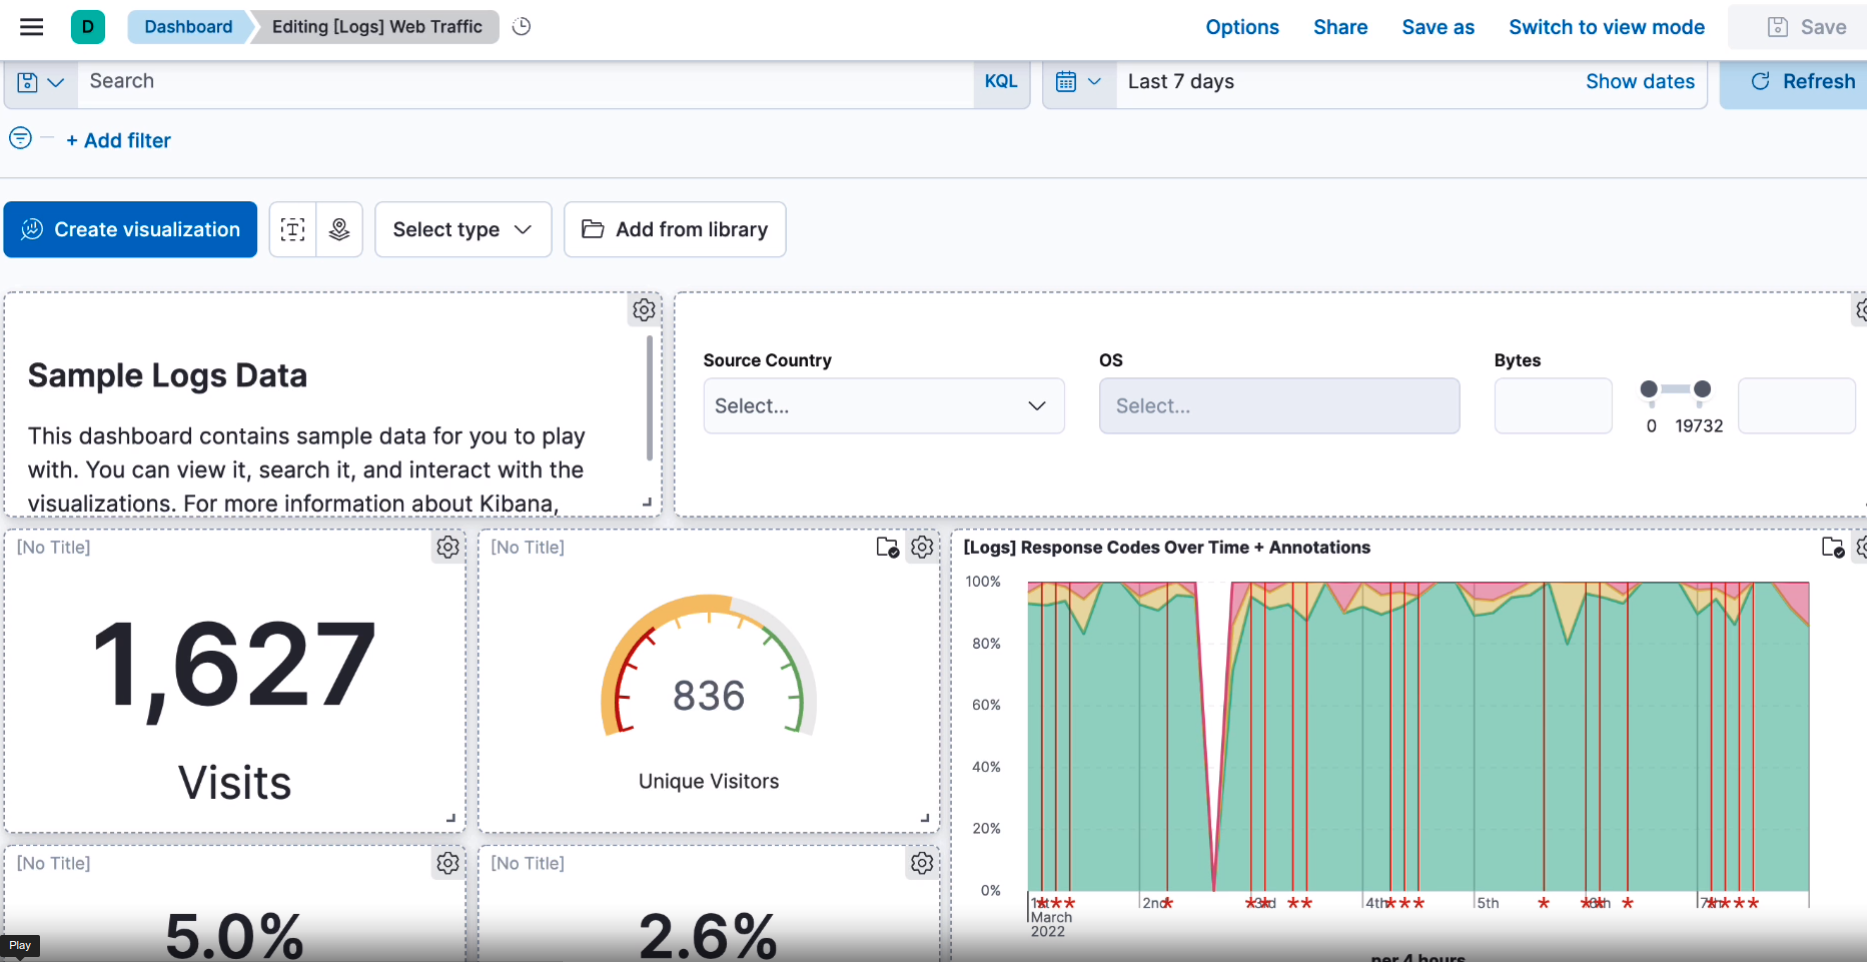 D
Dashboard
Editing [Logs] Web Traffic
Options
Share
Save as
Switch to view mode
Save
Search
KQL
Last 7 days
Show dates
Refresh
+ Add filter
Create visualization
Select type
Add from library
Sample Logs Data
This dashboard contains sample data for you to play
with. You can view it, search it, and interact with the
visualizations. For more information about Kibana,
Source Country
Select...
OS
Select...
Bytes
0
19732
[No Title]
1,627
Visits
[No Title]
836
Unique Visitors
[Logs] Response Codes Over Time + Annotations
100%
80%
60%
40%
20%
0%
1st
March
2022
2nd
3rd
4th
5th
6th
7th
per 4 hours
[No Title]
5.0%
[No Title]
2.6%
Play